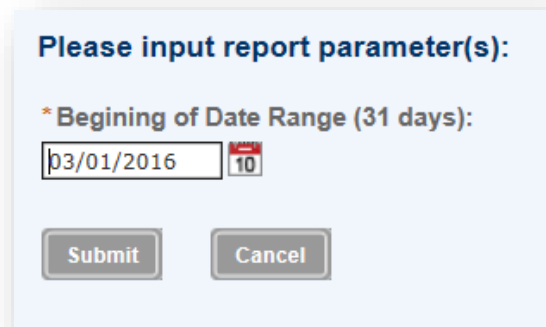 Please input report parameter(s):
*Begining of Date Range (31 days):
03/01/2016 10
Submit Cancel